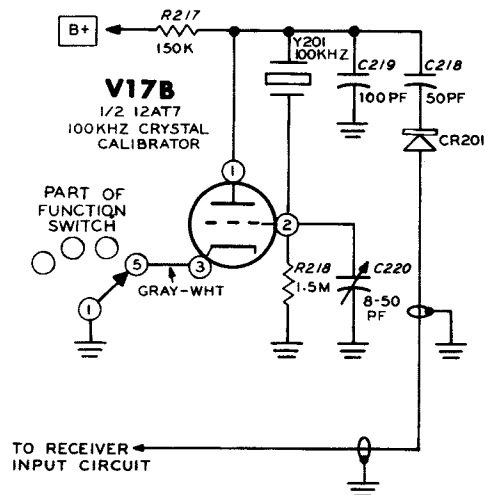 B+
R217
150K
Y201
100KHZ
C219
100PF
C218
50PF
CR201
V17B
1/2 12AT7
100KHZ CRYSTAL
CALIBRATOR
1
2
3
PART OF
FUNCTION
SWITCH
5
1
GRAY-WHT
R218
1.5M
C220
8-50
PF
TO RECEIVER
INPUT CIRCUIT